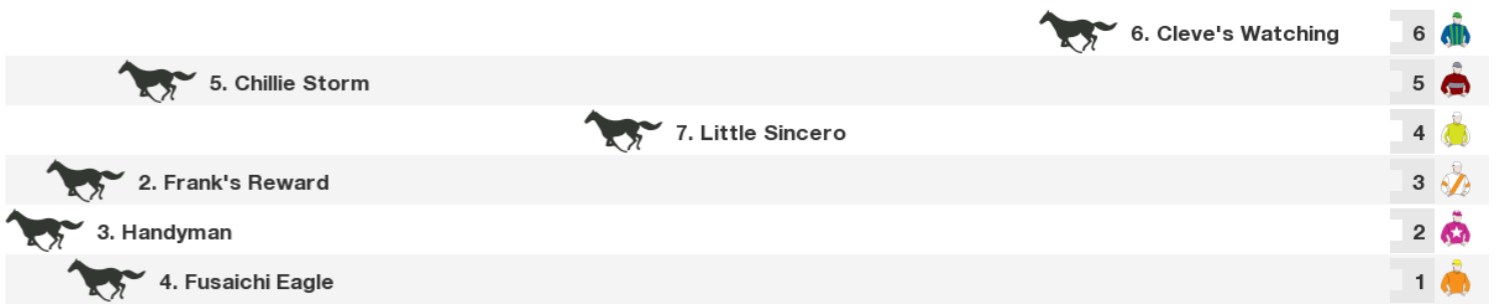 6. Cleve's Watching 6
5. Chillie Storm 5
7. Little Sincero 4
2. Frank's Reward 3
3. Handyman 2
4. Fusaichi Eagle 1